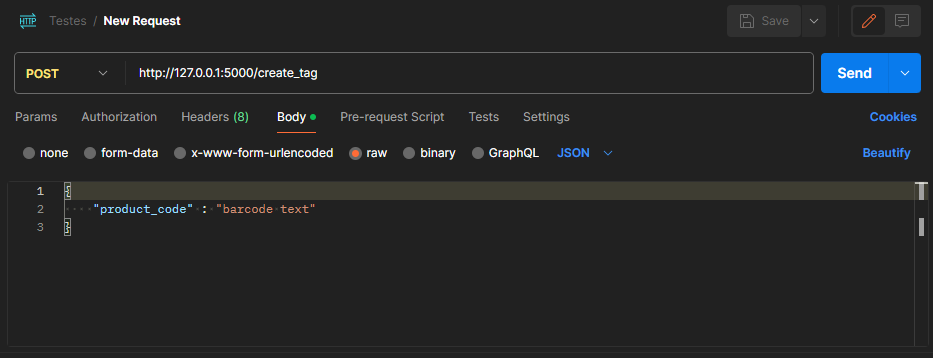 HTTP Testes / New Request Save
POST http://127.0.0.1:5000/create_tag Send
Params Authorization Headers (8) Body Pre-request Script Tests Settings Cookies
none form-data x-www-form-urlencoded raw binary GraphQL JSON Beautify
1 {
2 "product_code" : "barcode text"
3 }